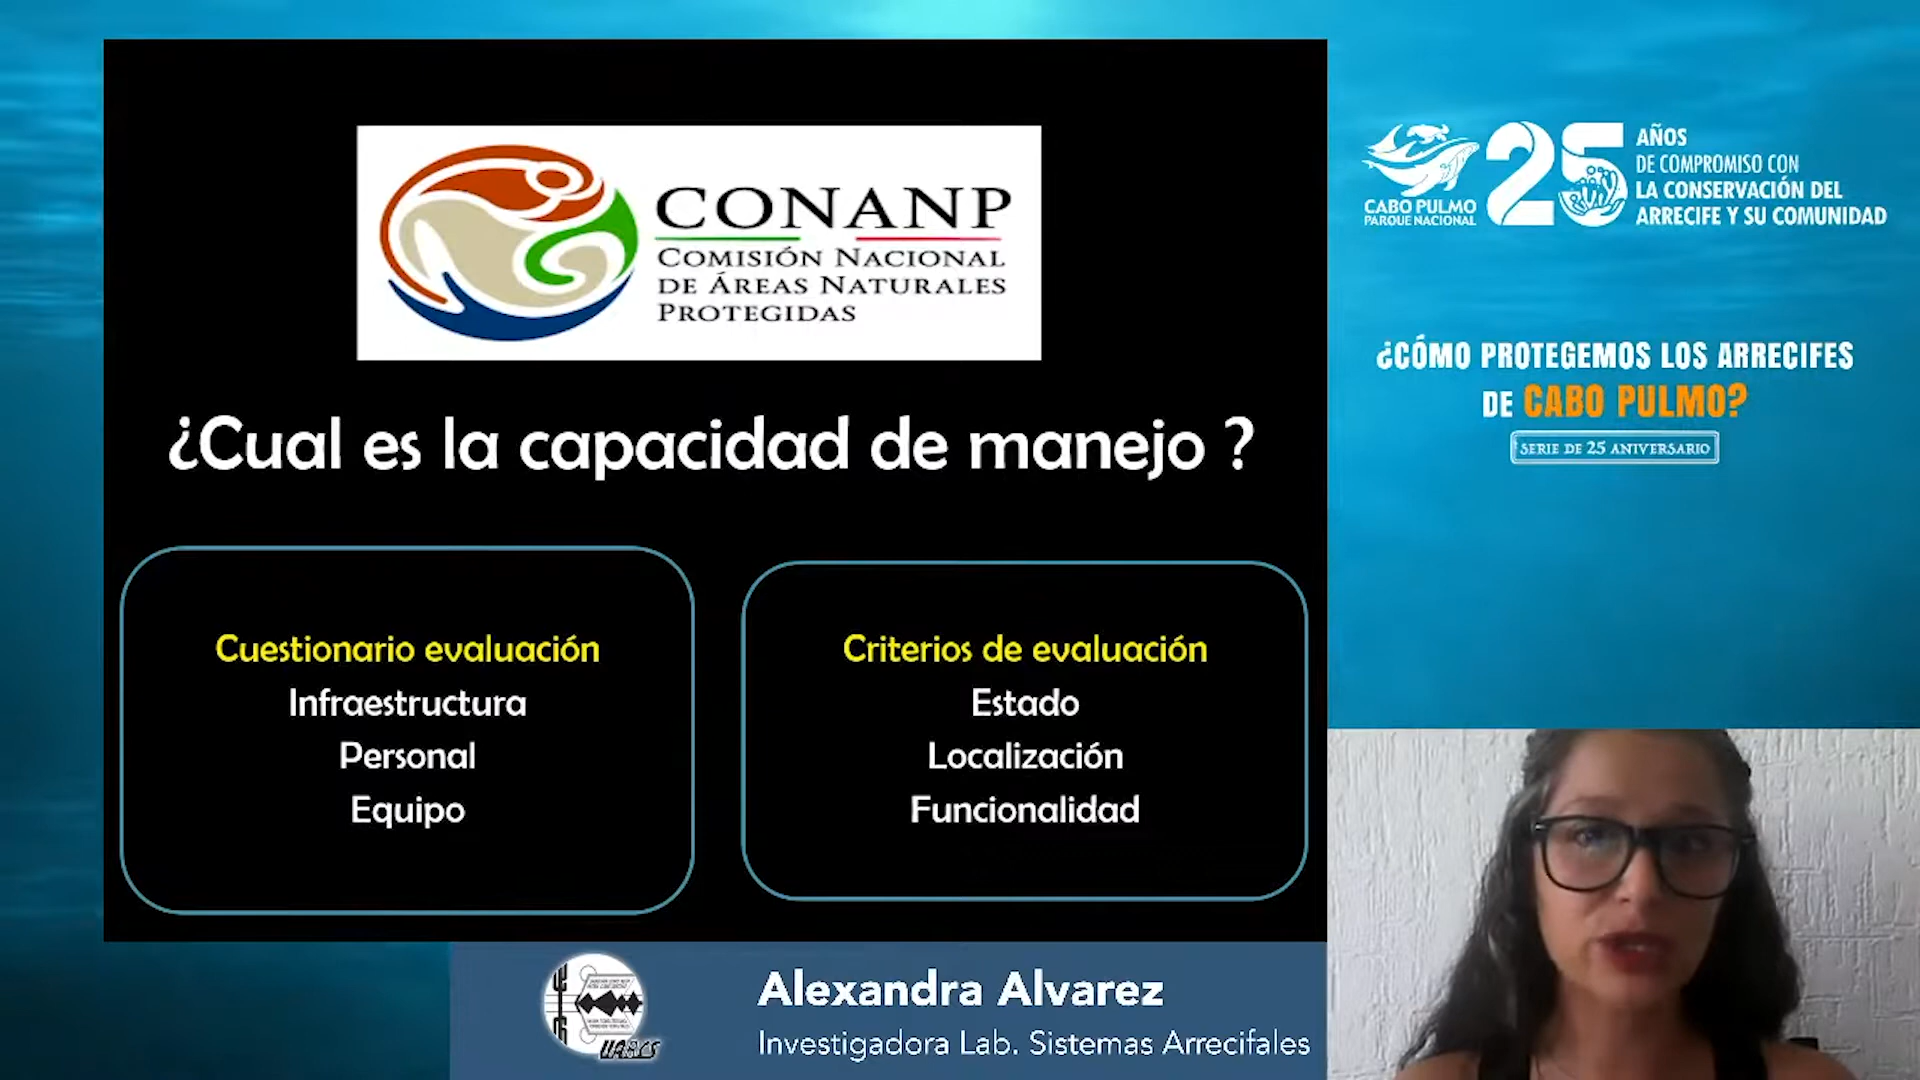 CONANP
COMISIÓN NACIONAL
DE ÁREAS NATURALES
PROTEGIDAS
¿Cual es la capacidad de manejo ?
Cuestionario evaluación
Infraestructura
Personal
Equipo
Criterios de evaluación
Estado
Localización
Funcionalidad
CABO PULMO
PARQUE NACIONAL
25
AÑOS
DE COMPROMISO CON
LA CONSERVACIÓN DEL
ARRECIFE Y SU COMUNIDAD
¿CÓMO PROTEGEMOS LOS ARRECIFES
DE CABO PULMO?
SERIE DE 25 ANIVERSARIO
UABCS
Alexandra Alvarez
Investigadora Lab. Sistemas Arrecifales